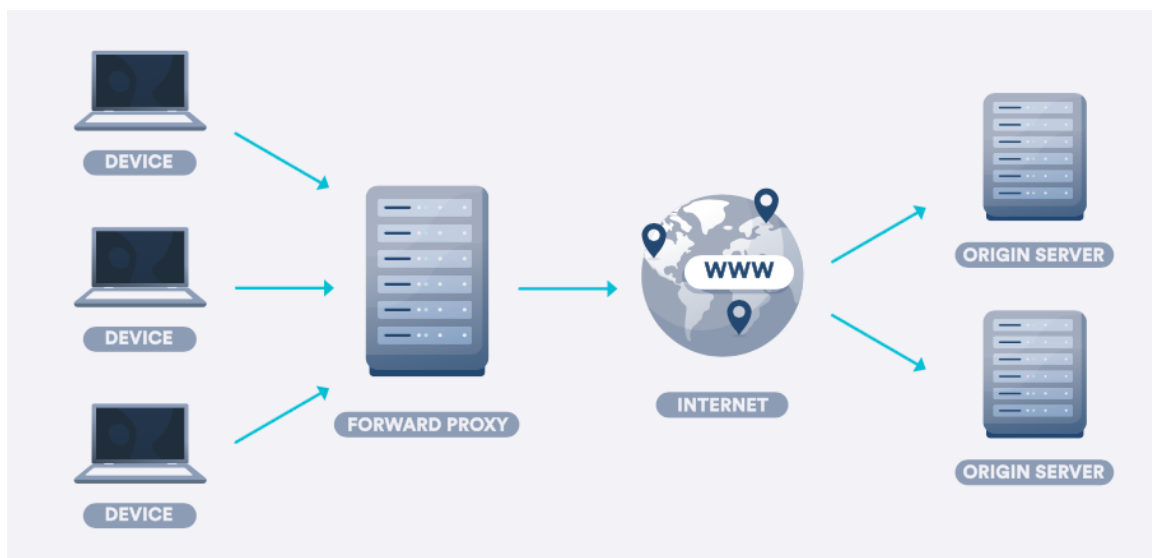 DEVICE
DEVICE
DEVICE
FORWARD PROXY
WWW
INTERNET
ORIGIN SERVER
ORIGIN SERVER